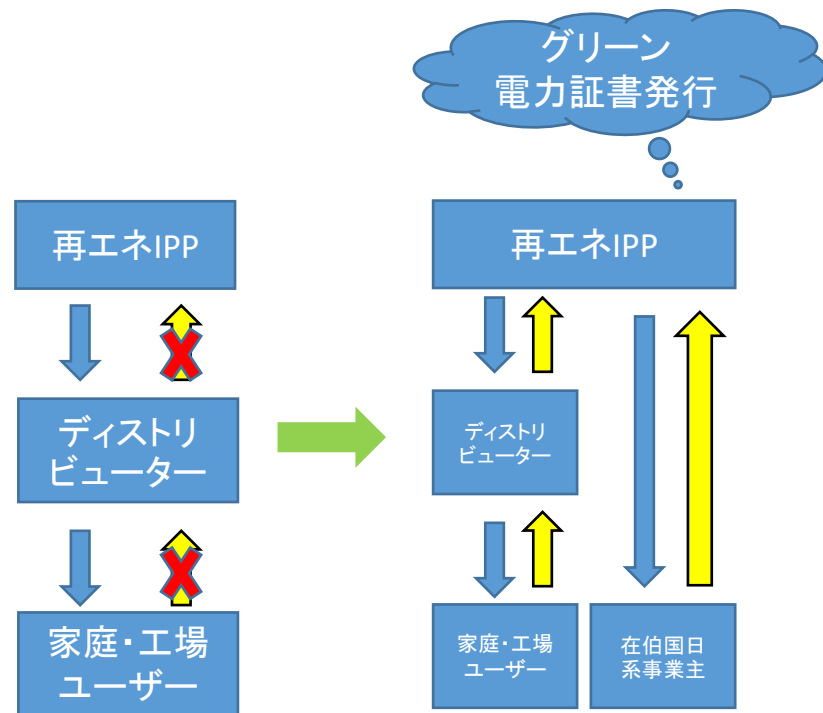 グリーン
電力証書発行
再エネIPP
再エネIPP
ディストリ
ビューター
ディストリ
ビューター
家庭・工場
ユーザー
家庭・工場
ユーザー
在伯国日
系事業主